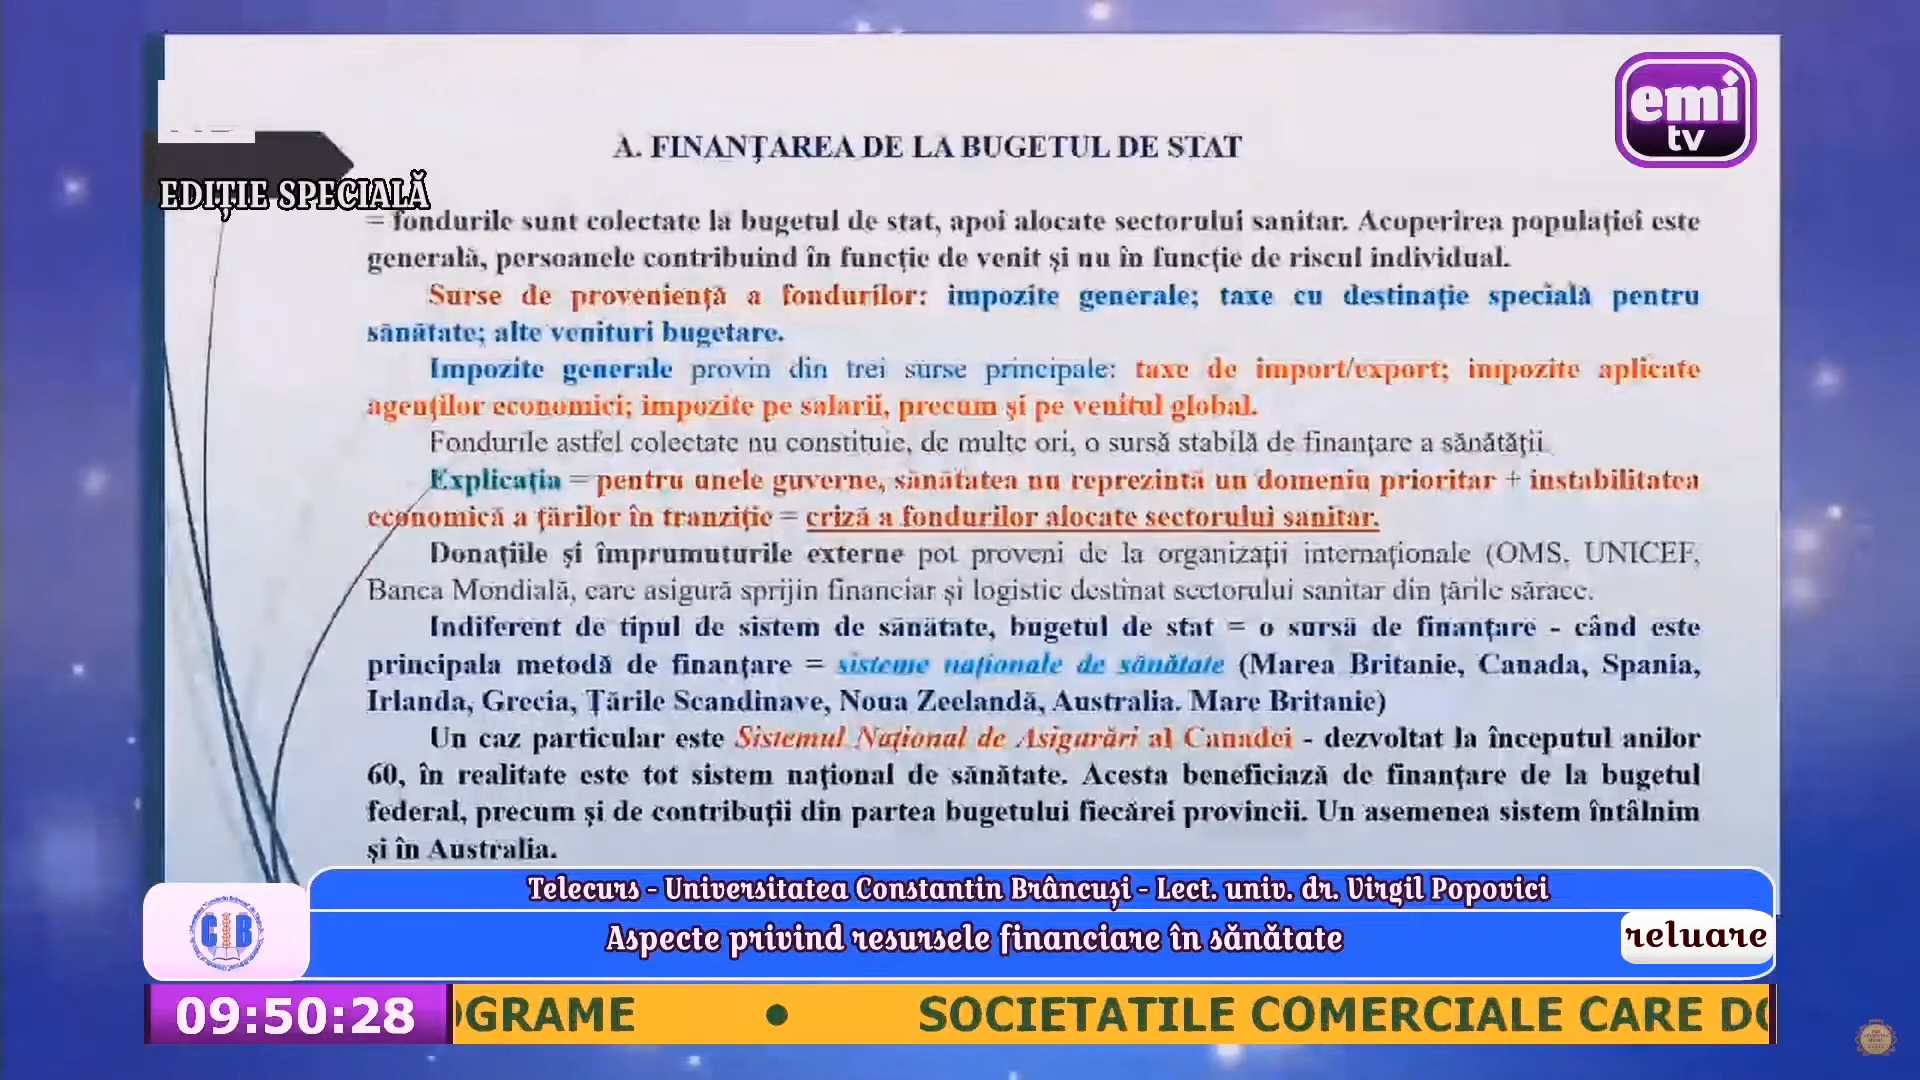 emi
tv
A. FINANŢAREA DE LA BUGETUL DE STAT
EDIȚIE SPECIALĂ
= fondurile sunt colectate la bugetul de stat, apoi alocate sectorului sanitar. Acoperirea populaţiei este
generală, persoanele contribuind în funcţie de venit şi nu în funcţie de riscul individual.
Surse de provenienţă a fondurilor: impozite generale; taxe cu destinaţie specială pentru
sănătate; alte venituri bugetare.
Impozite generale provin din trei surse principale: taxe de import/export; impozite aplicate
agenţilor economici; impozite pe salarii, precum şi pe venitul global.
Fondurile astfel colectate nu constituie, de multe ori, o sursă stabilă de finanţare a sănătăţii.
Explicaţia = pentru unele guverne, sănătatea nu reprezintă un domeniu prioritar + instabilitatea
economică a ţărilor în tranziţie = criză a fondurilor alocate sectorului sanitar.
Donaţiile şi împrumuturile externe pot proveni de la organizaţii internaţionale (OMS, UNICEF,
Banca Mondială, care asigură sprijin financiar şi logistic destinat sectorului sanitar din ţările sărace.
Indiferent de tipul de sistem de sănătate, bugetul de stat = o sursă de finanţare - când este
principala metodă de finanţare = sisteme naţionale de sănătate (Marea Britanie, Canada, Spania,
Irlanda, Grecia, Ţările Scandinave, Noua Zeelandă, Australia. Mare Britanie)
Un caz particular este Sistemul Naţional de Asigurări al Canadei - dezvoltat la începutul anilor
60, în realitate este tot sistem naţional de sănătate. Acesta beneficiază de finanţare de la bugetul
federal, precum şi de contribuţii din partea bugetului fiecărei provincii. Un asemenea sistem întâlnim
şi în Australia.
Telecurs - Universitatea Constantin Brâncuși - Lect. univ. dr. Virgil Popovici
Aspecte privind resursele financiare în sănătate
reluare
CIB
09:50:28
OGRAME • SOCIETATILE COMERCIALE CARE DO